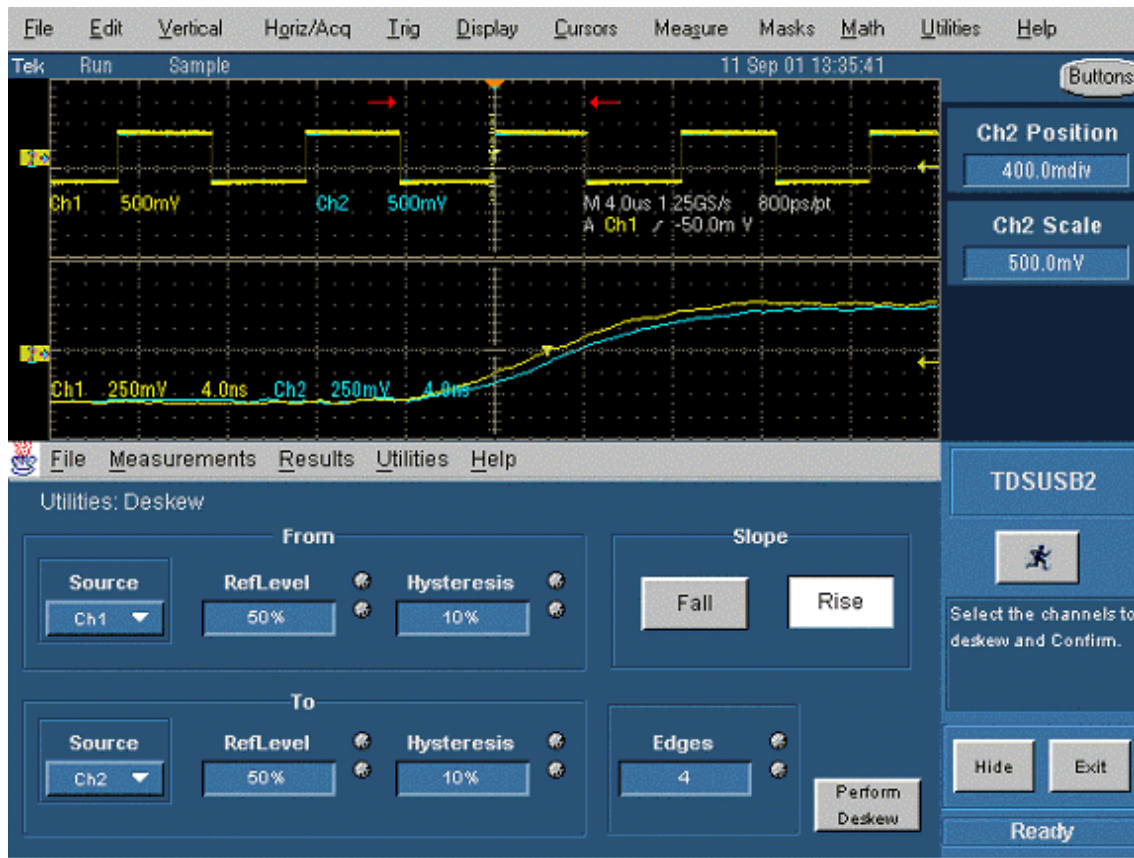 File Edit Vertical Horiz/Acq Trig Display Cursors Measure Masks Math Utilities Help
Tek Run Sample 11 Sep 01 13:35:41
Buttons
Ch2 Position
400.0mdiv
Ch2 Scale
500.0mV
Ch1 500mV Ch2 500mV M 4.0us 1.25GS/s 800ps/pt
A Ch1 / -50.0m V
Ch1 250mV 4.0ns Ch2 250mV 4.0ns
File Measurements Results Utilities Help
TDSUSB2
Utilities: Deskew
From
Source RefLevel Hysteresis
Ch1 50% 10%
Slope
Fall Rise
Select the channels to
deskew and Confirm.
To
Source RefLevel Hysteresis
Ch2 50% 10%
Edges
4
Perform
Deskew
Hide Exit
Ready